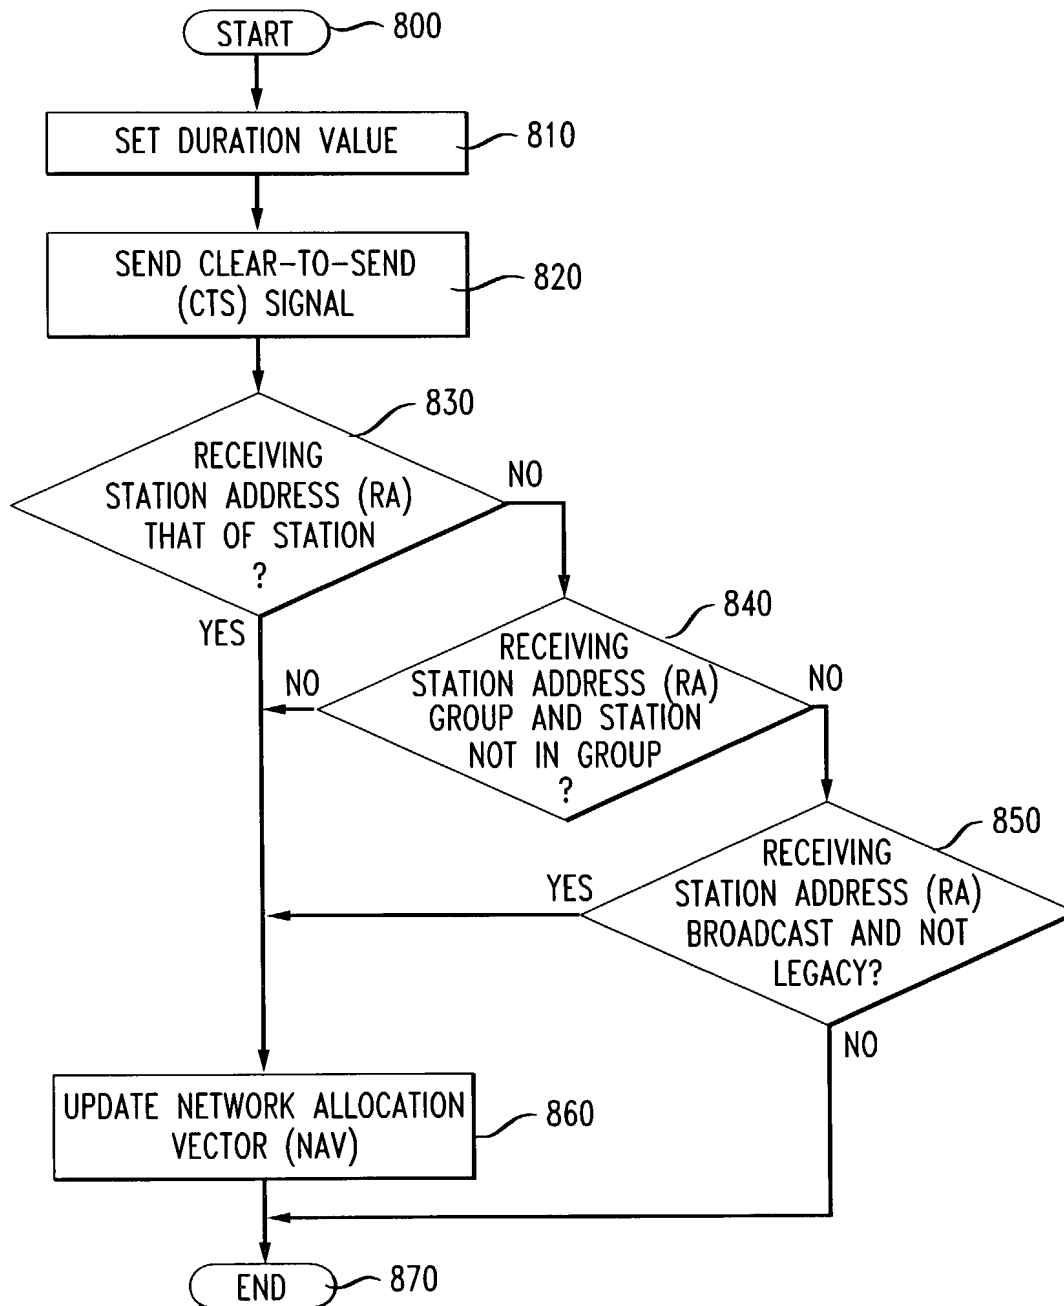 START
800
SET DURATION VALUE
810
SEND CLEAR-TO-SEND
(CTS) SIGNAL
820
830
RECEIVING
STATION ADDRESS (RA)
THAT OF STATION
?
NO
YES
840
RECEIVING
STATION ADDRESS (RA)
GROUP AND STATION
NOT IN GROUP
?
NO
NO
850
RECEIVING
STATION ADDRESS (RA)
BROADCAST AND NOT
LEGACY?
YES
NO
UPDATE NETWORK ALLOCATION
VECTOR (NAV)
860
END
870